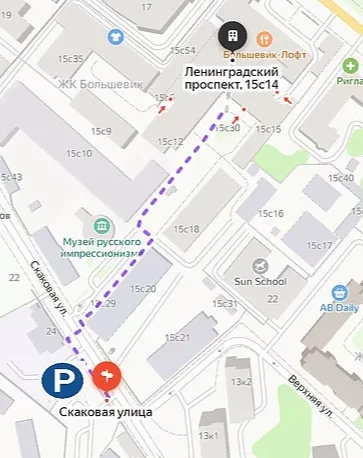 17
15с51
Большевик-Лофт
Ригла
Ленинградский
проспект, 15с14
ЖК Большевик
15с35
15с12
15с30
15с15
15с43
15с10
15с40
15с16
15с18
15с17
Музей русского
импрессионизма
Скаковая ул.
Sun School
22
22
15с20
15с29
15с31
AB Daily
24
15с21
P
Скаковая улица
13к2
Верхняя ул.
13к1